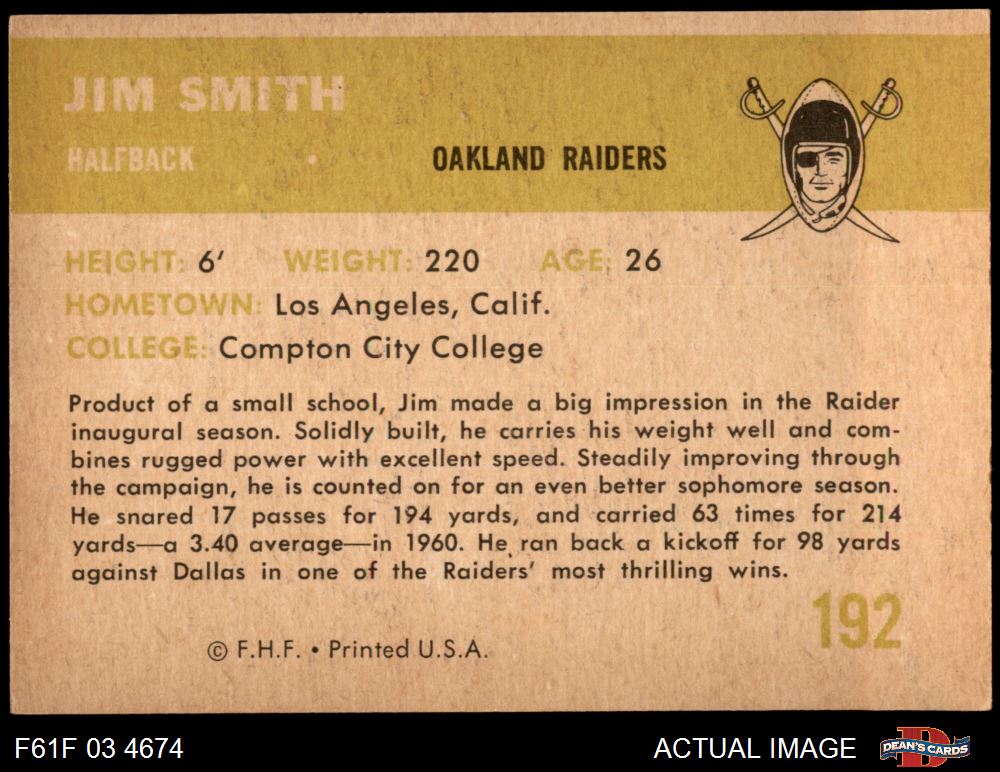 JIM SMITH
HALFBACK OAKLAND RAIDERS
HEIGHT: 6' WEIGHT: 220 AGE: 26
HOMETOWN: Los Angeles, Calif.
COLLEGE: Compton City College
Product of a small school, Jim made a big impression in the Raider
inaugural season. Solidly built, he carries his weight well and com-
bines rugged power with excellent speed. Steadily improving through
the campaign, he is counted on for an even better sophomore season.
He snared 17 passes for 194 yards, and carried 63 times for 214
yards—a 3.40 average—in 1960. He ran back a kickoff for 98 yards
against Dallas in one of the Raiders' most thrilling wins.
192
© F.H.F. • Printed U.S.A.
F61F 03 4674 ACTUAL IMAGE D DEAN'S CARDS